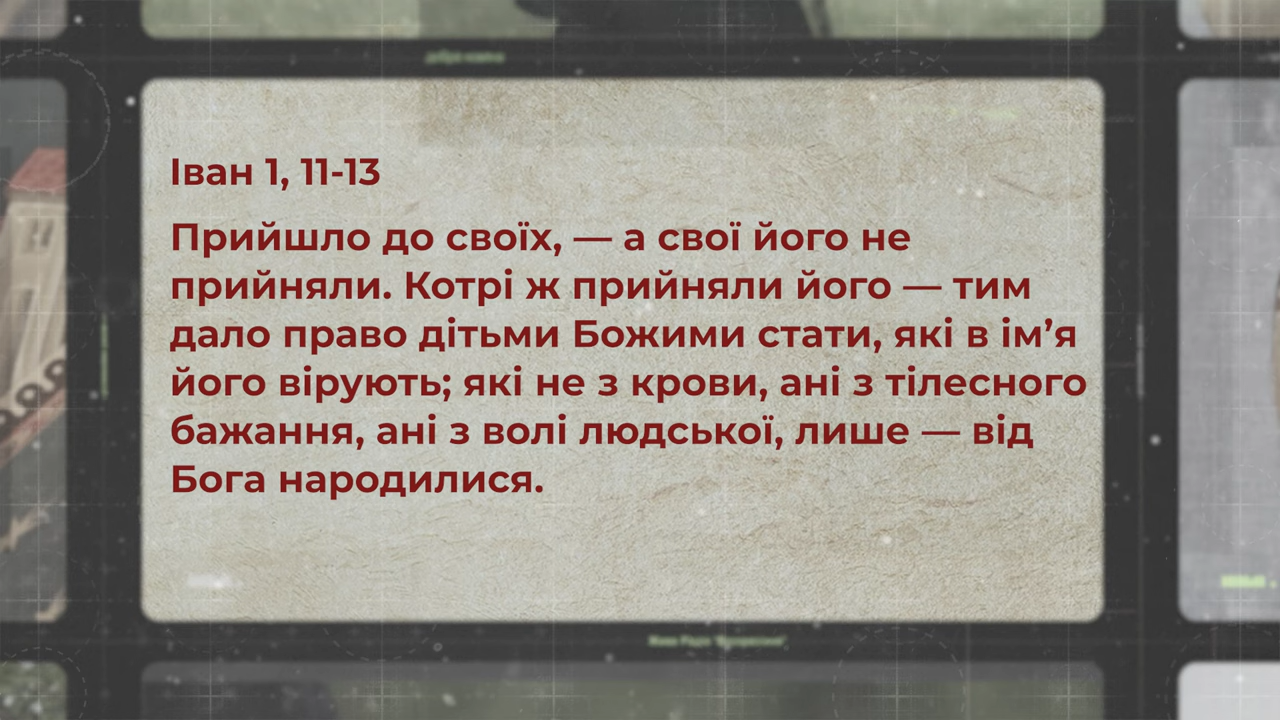 Іван 1, 11-13
Прийшло до своїх, — а свої його не
прийняли. Котрі ж прийняли його — тим
дало право дітьми Божими стати, які в ім’я
його вірують; які не з крови, ані з тілесного
бажання, ані з волі людської, лише — від
Бога народилися.